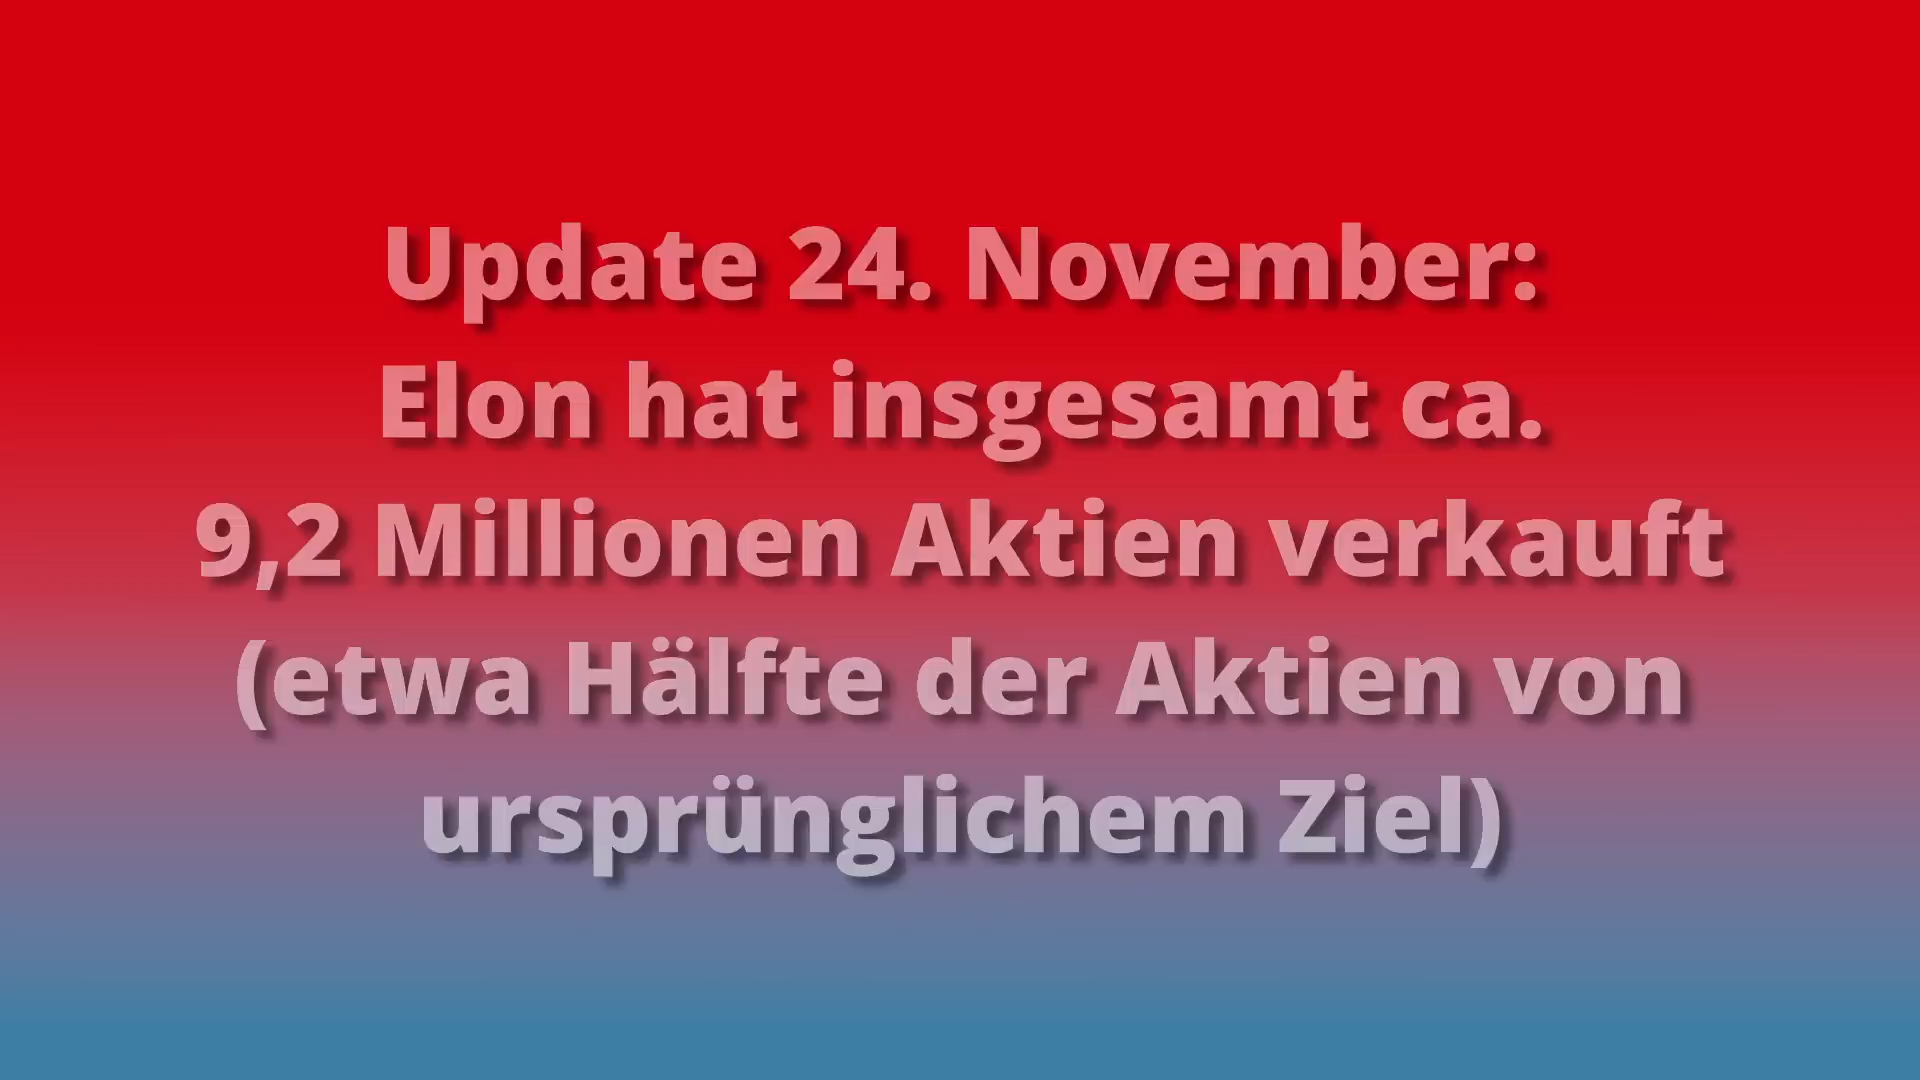 Update 24. November:
Elon hat insgesamt ca.
9,2 Millionen Aktien verkauft
(etwa Hälfte der Aktien von
ursprünglichem Ziel)